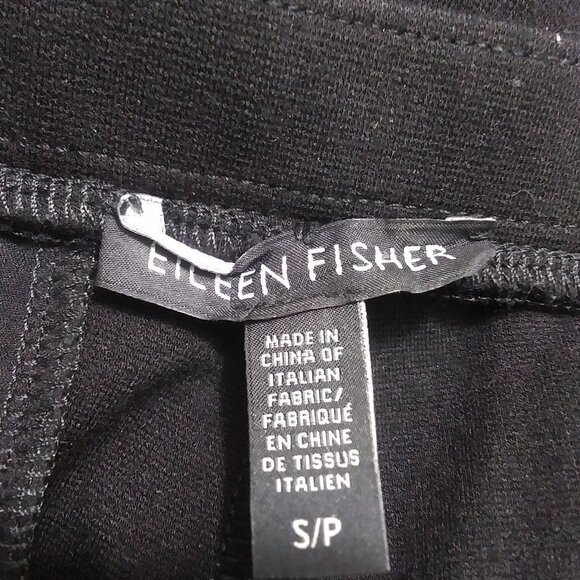 EILEEN FISHER
MADE IN
CHINA OF
ITALIAN
FABRIC/
FABRIQUÉ
EN CHINE
DE TISSUS
ITALIEN
S/P